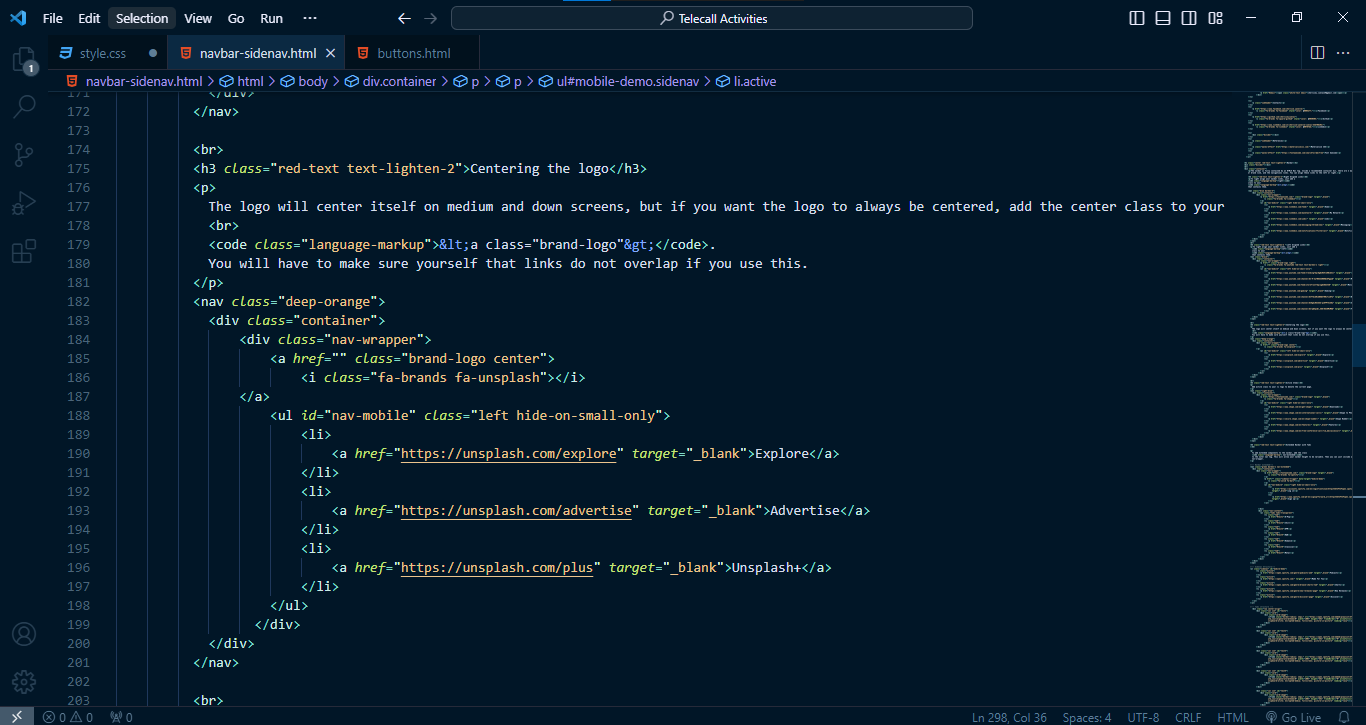 File Edit Selection View Go Run ··· Telecall Activities
style.css navbar-sidenav.html buttons.html
1
navbar-sidenav.html > html > body > div.container > p > p > ul#mobile-demo.sidenav > li.active
171 </div>
172 </nav>
173
174 <br>
175 <h3 class="red-text text-lighten-2">Centering the logo</h3>
176 <p>
177 The logo will center itself on medium and down screens, but if you want the logo to always be centered, add the center class to your
178 <br>
179 <code class="language-markup">&lt;a class="brand-logo"&gt;</code>.
180 You will have to make sure yourself that links do not overlap if you use this.
181 </p>
182 <nav class="deep-orange">
183 <div class="container">
184 <div class="nav-wrapper">
185 <a href="" class="brand-logo center">
186 <i class="fa-brands fa-unsplash"></i>
187 </a>
188 <ul id="nav-mobile" class="left hide-on-small-only">
189 <li>
190 <a href="https://unsplash.com/explore" target="_blank">Explore</a>
191 </li>
192 <li>
193 <a href="https://unsplash.com/advertise" target="_blank">Advertise</a>
194 </li>
195 <li>
196 <a href="https://unsplash.com/plus" target="_blank">Unsplash+</a>
197 </li>
198 </ul>
199 </div>
200 </div>
201 </nav>
202
203 <br>
0 0 0 Ln 298, Col 36 Spaces: 4 UTF-8 CRLF HTML Go Live